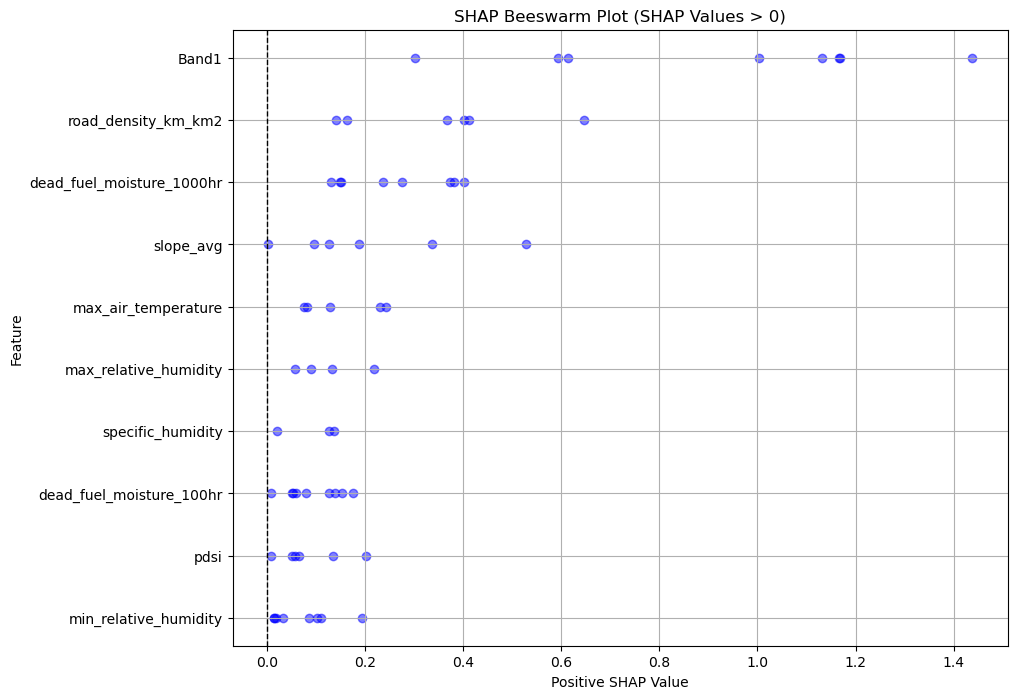 SHAP Beeswarm Plot (SHAP Values > 0)
Band1
road_density_km_km2
dead_fuel_moisture_1000hr
slope_avg
max_air_temperature
max_relative_humidity
specific_humidity
dead_fuel_moisture_100hr
pdsi
min_relative_humidity
Feature
0.0 0.2 0.4 0.6 0.8 1.0 1.2 1.4
Positive SHAP Value